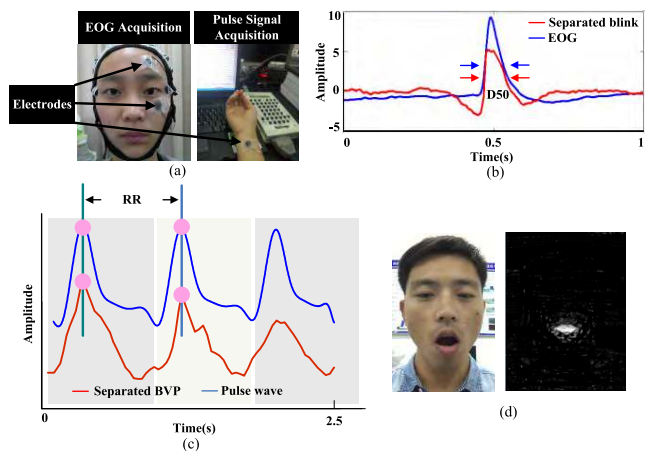 EOG Acquisition
Pulse Signal
Acquisition
Electrodes
(a)
Amplitude
10
5
0
-5
Separated blink
EOG
D50
0
0.5
1
Time(s)
(b)
RR
Amplitude
Separated BVP
Pulse wave
0
2.5
Time(s)
(c)
(d)